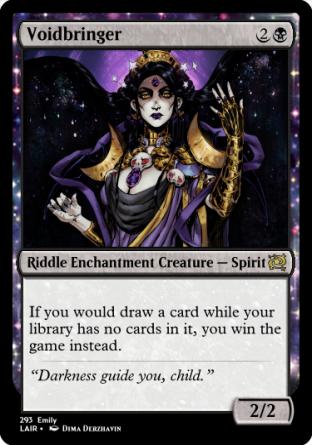 Voidbringer 2
Riddle Enchantment Creature — Spirit
If you would draw a card while your
library has no cards in it, you win the
game instead.
“Darkness guide you, child.”
2/2
293 Emily
LAIR • Dima Derzhavin